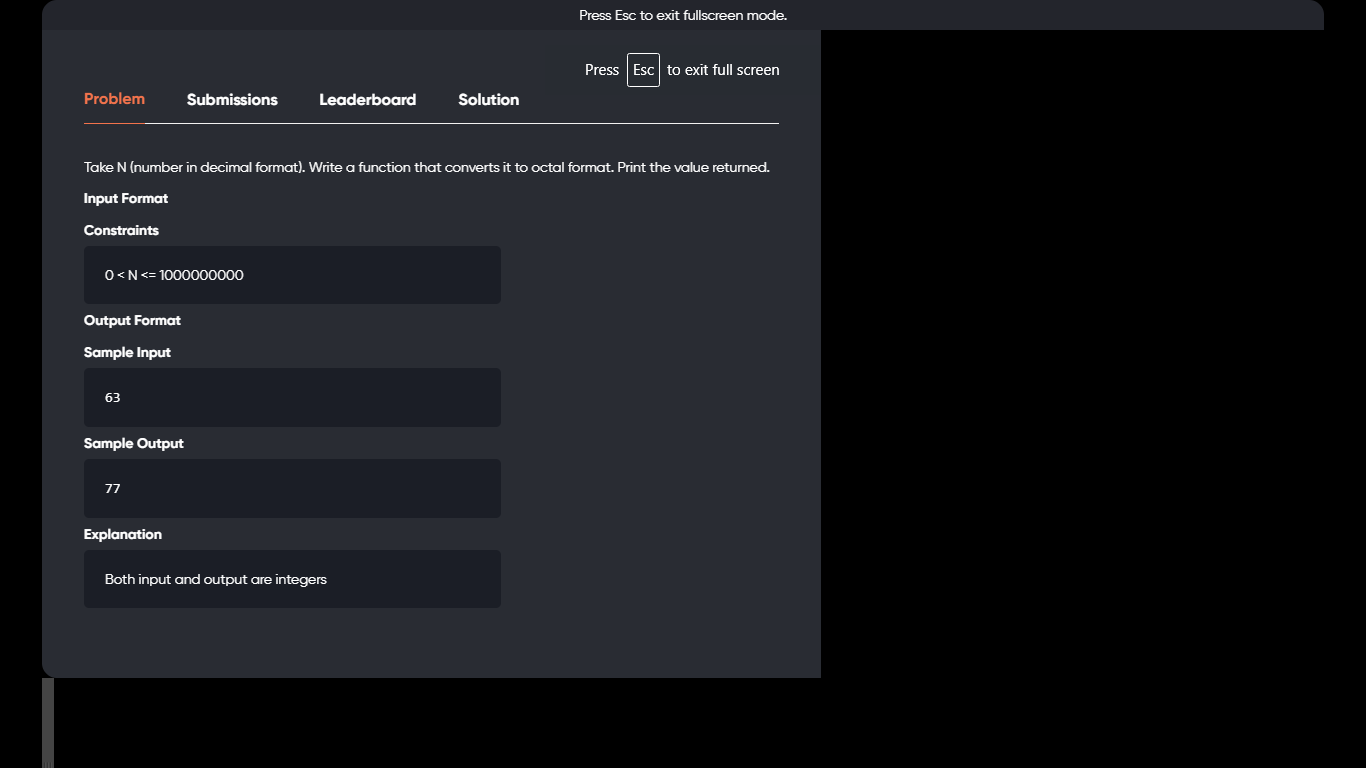 Press Esc to exit fullscreen mode.
Press Esc to exit full screen
Problem Submissions Leaderboard Solution
Take N (number in decimal format). Write a function that converts it to octal format. Print the value returned.
Input Format
Constraints
0 < N <= 1000000000
Output Format
Sample Input
63
Sample Output
77
Explanation
Both input and output are integers